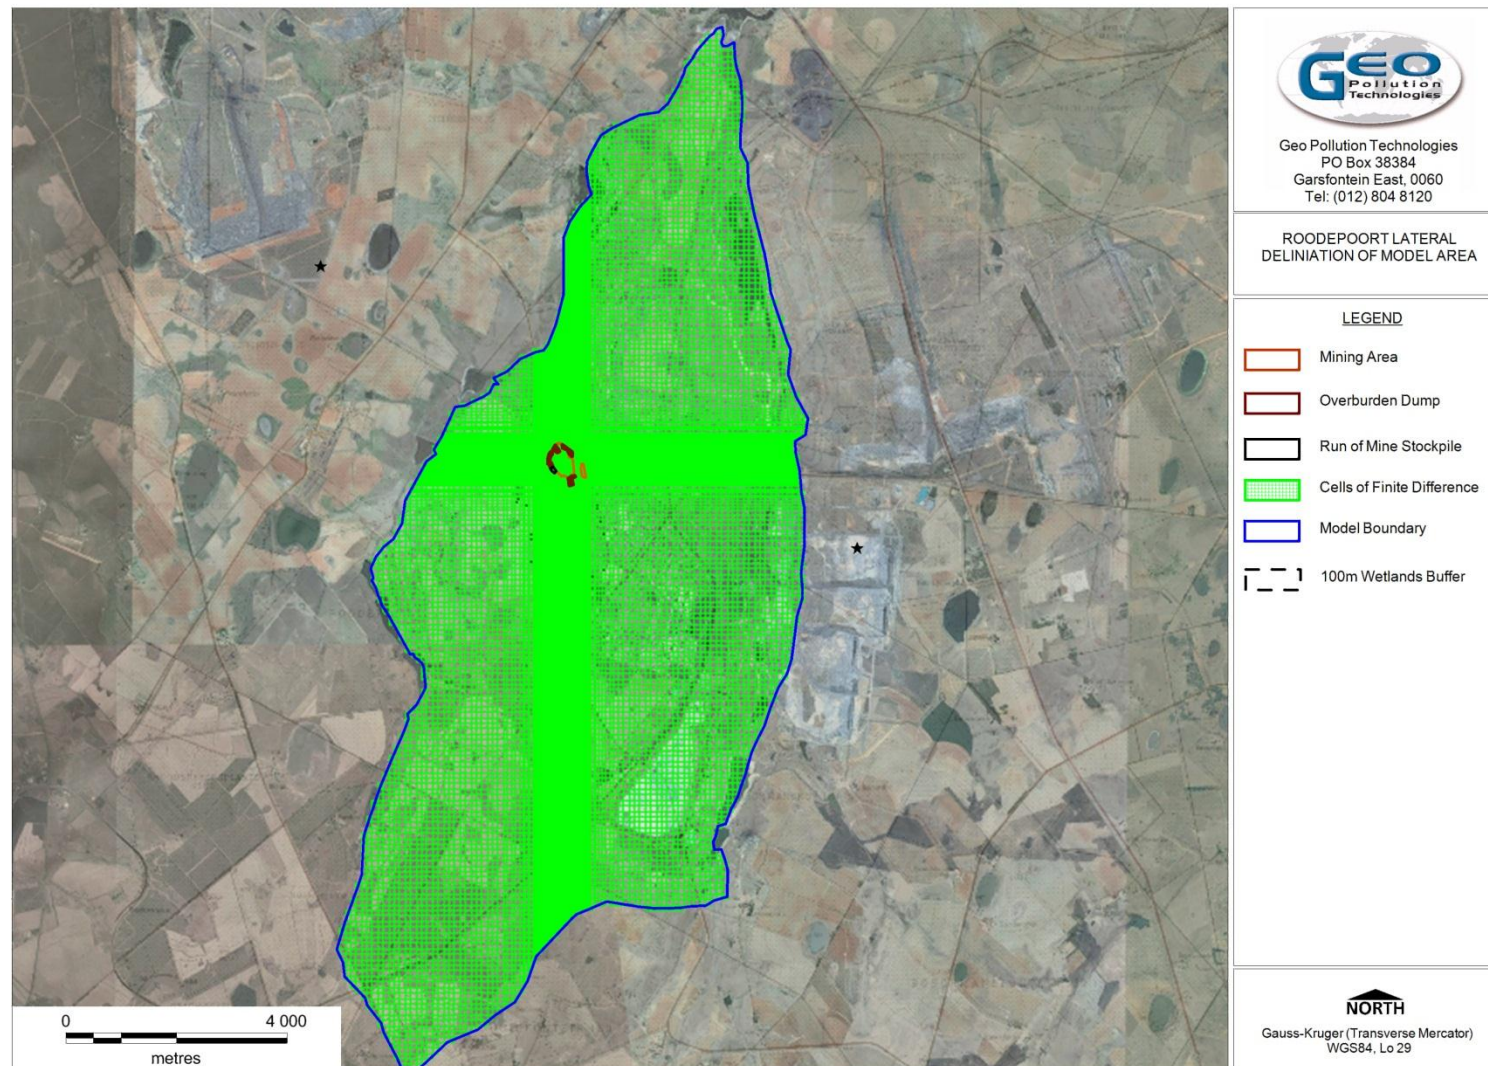 GEO
Pollution
Technologies
Geo Pollution Technologies
PO Box 38384
Garsfontein East, 0060
Tel: (012) 804 8120
ROODEPOORT LATERAL
DELINIATION OF MODEL AREA
LEGEND
Mining Area
Overburden Dump
Run of Mine Stockpile
Cells of Finite Difference
Model Boundary
100m Wetlands Buffer
0 4 000
metres
NORTH
Gauss-Kruger (Transverse Mercator)
WGS84, Lo 29